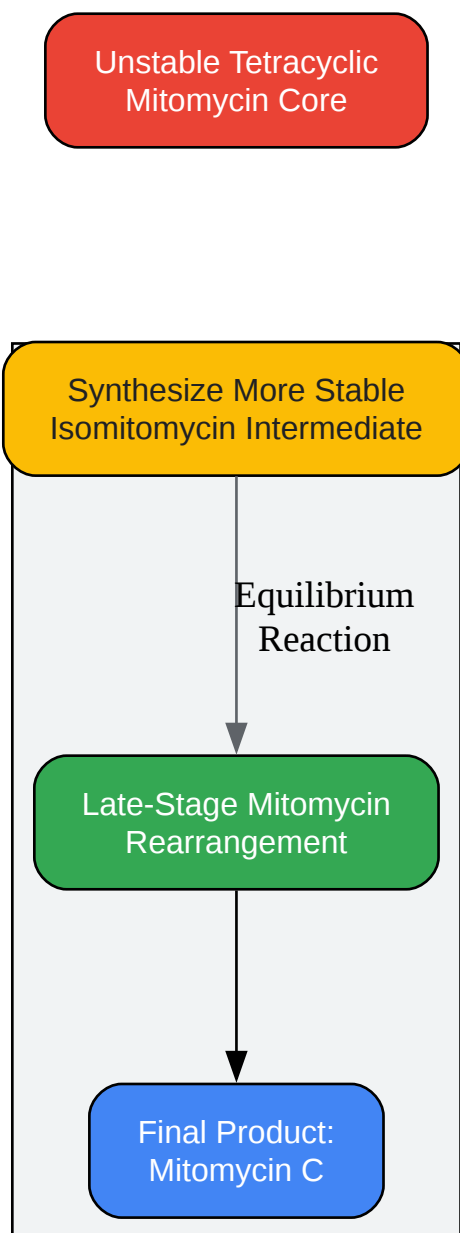 Unstable Tetracyclic
Mitomycin Core
Synthesize More Stable
Isomitomycin Intermediate
Equilibrium
Reaction
Late-Stage Mitomycin
Rearrangement
Final Product:
Mitomycin C